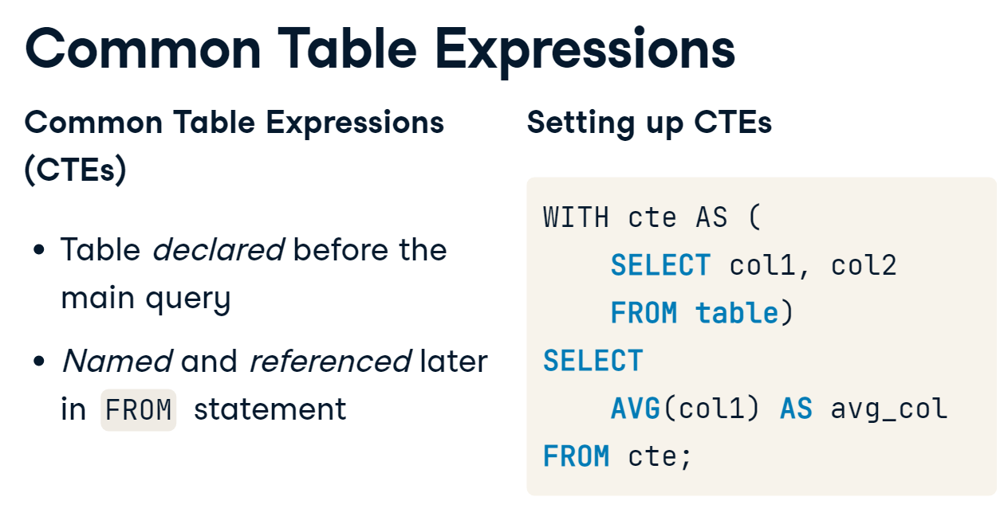 Common Table Expressions
Common Table Expressions
(CTEs)
• Table declared before the
main query
• Named and referenced later
in FROM statement
Setting up CTEs
WITH cte AS (
    SELECT col1, col2
    FROM table)
SELECT
    AVG(col1) AS avg_col
FROM cte;